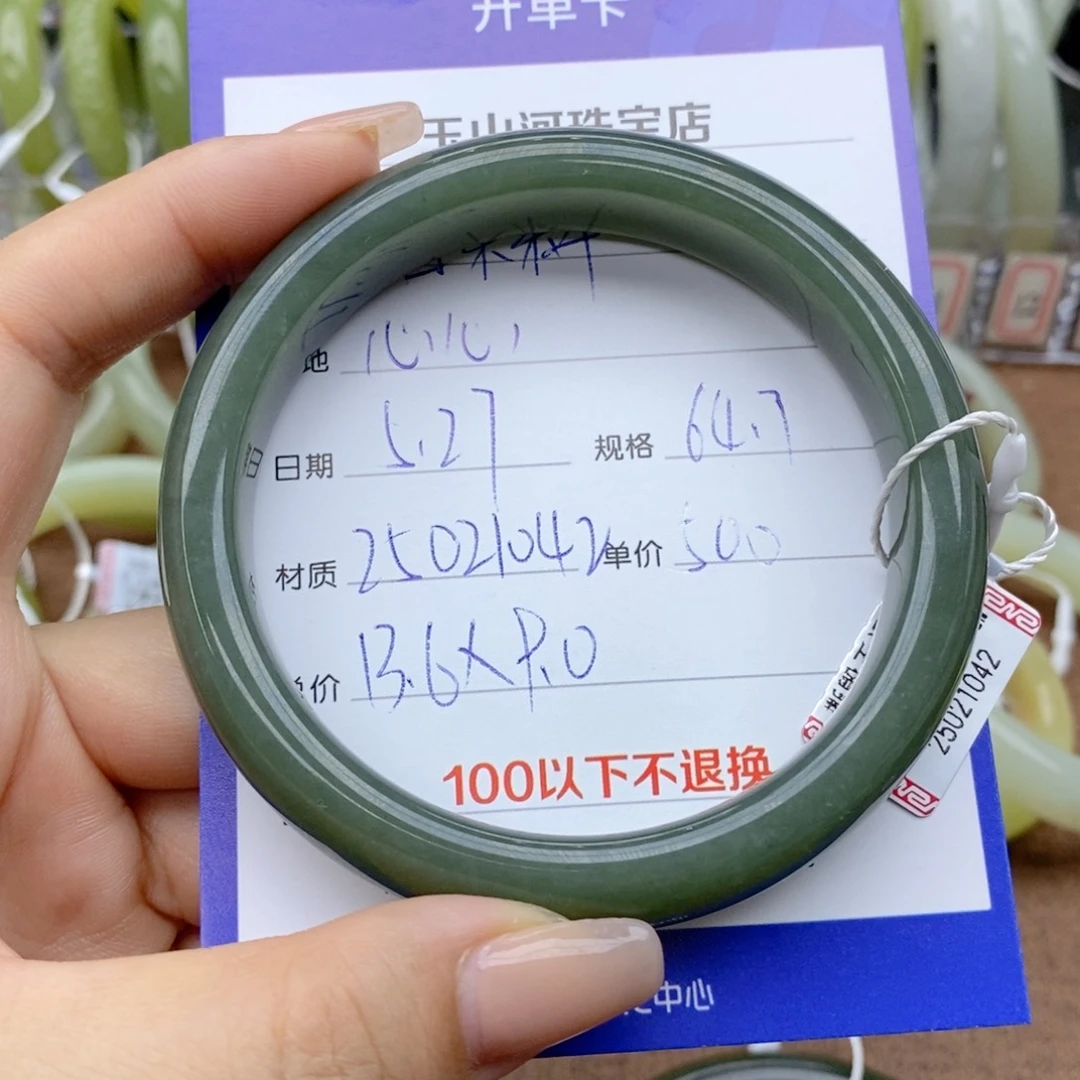 开单卡
玉山河珠宝店
料
地 心心
日期 5.27 规格 64.7
材质 25021042 单价 500
价 13.6X9.0
100以下不退换
25021042
中心